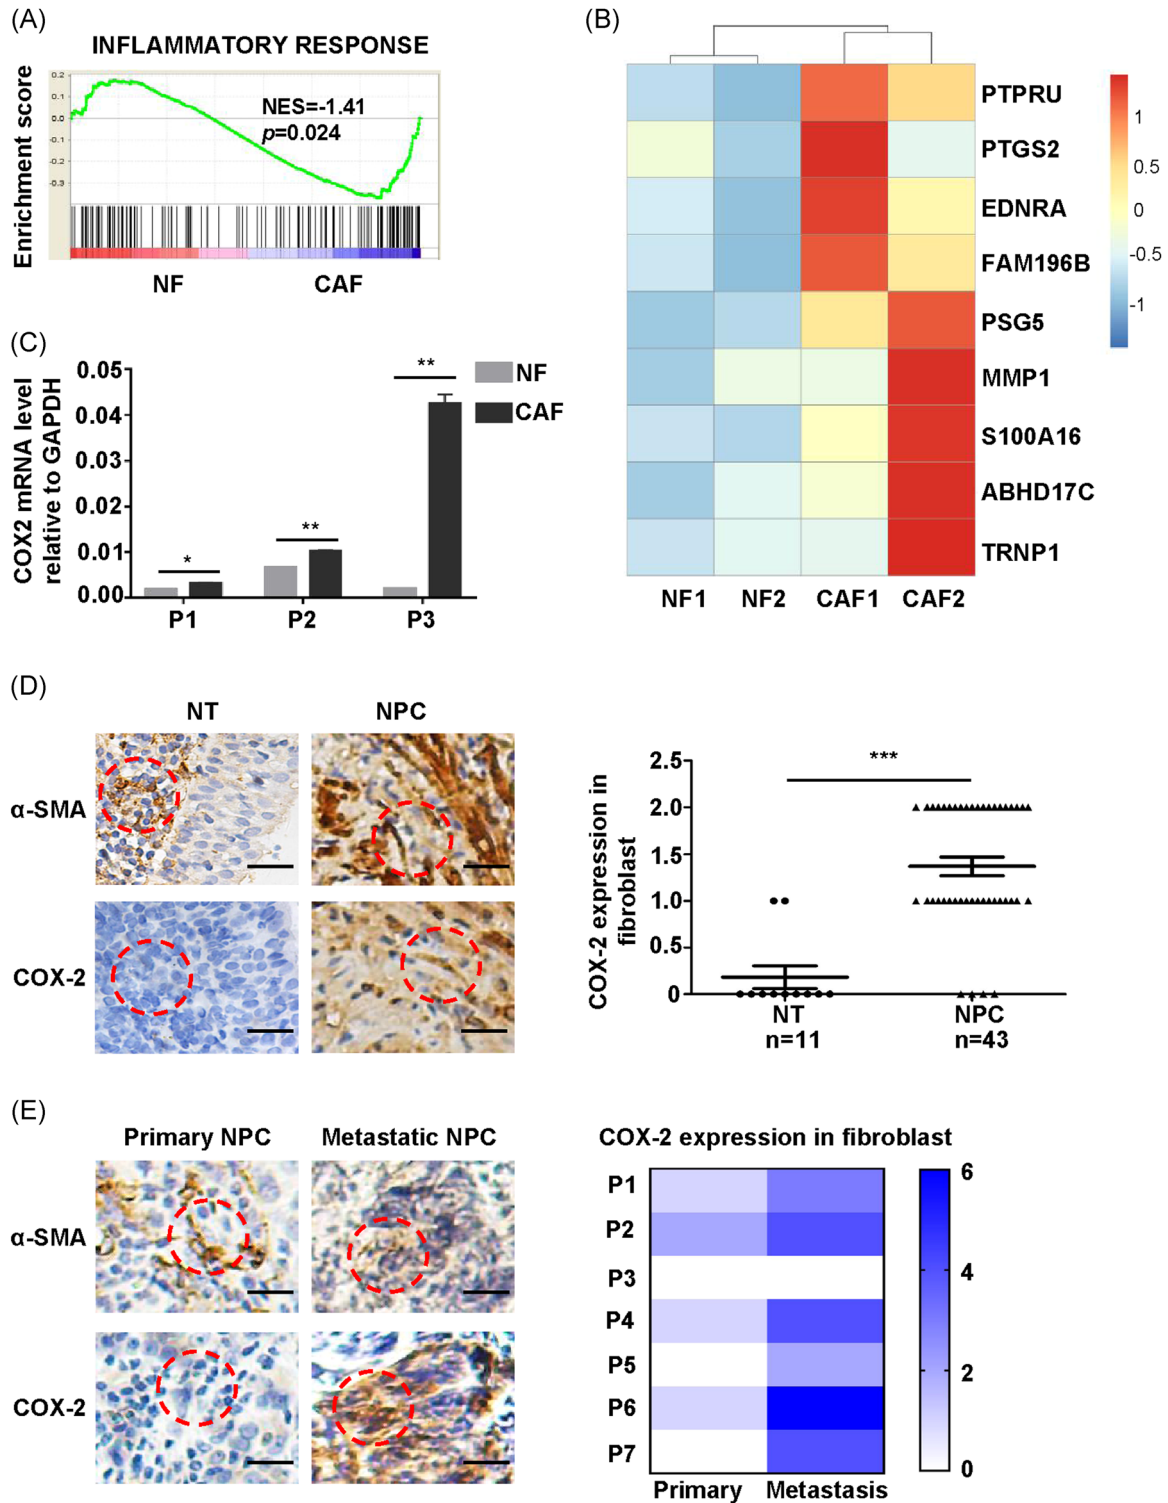 (A)
INFLAMMATORY RESPONSE
Enrichment score
0.2
0.1
0.0
-0.1
-0.2
-0.3
NES=-1.41
p=0.024
NF
CAF
(B)
PTPRU
PTGS2
EDNRA
FAM196B
PSG5
MMP1
S100A16
ABHD17C
TRNP1
NF1
NF2
CAF1
CAF2
1
0.5
0
-0.5
-1
(C)
COX2 mRNA level
relative to GAPDH
0.05
0.04
0.03
0.02
0.01
0.00
*
**
**
NF
CAF
P1
P2
P3
(D)
NT
NPC
α-SMA
COX-2
COX-2 expression in
fibroblast
2.5
2.0
1.5
1.0
0.5
0
***
NT
n=11
NPC
n=43
(E)
Primary NPC
Metastatic NPC
α-SMA
COX-2
COX-2 expression in fibroblast
P1
P2
P3
P4
P5
P6
P7
Primary
Metastasis
6
4
2
0